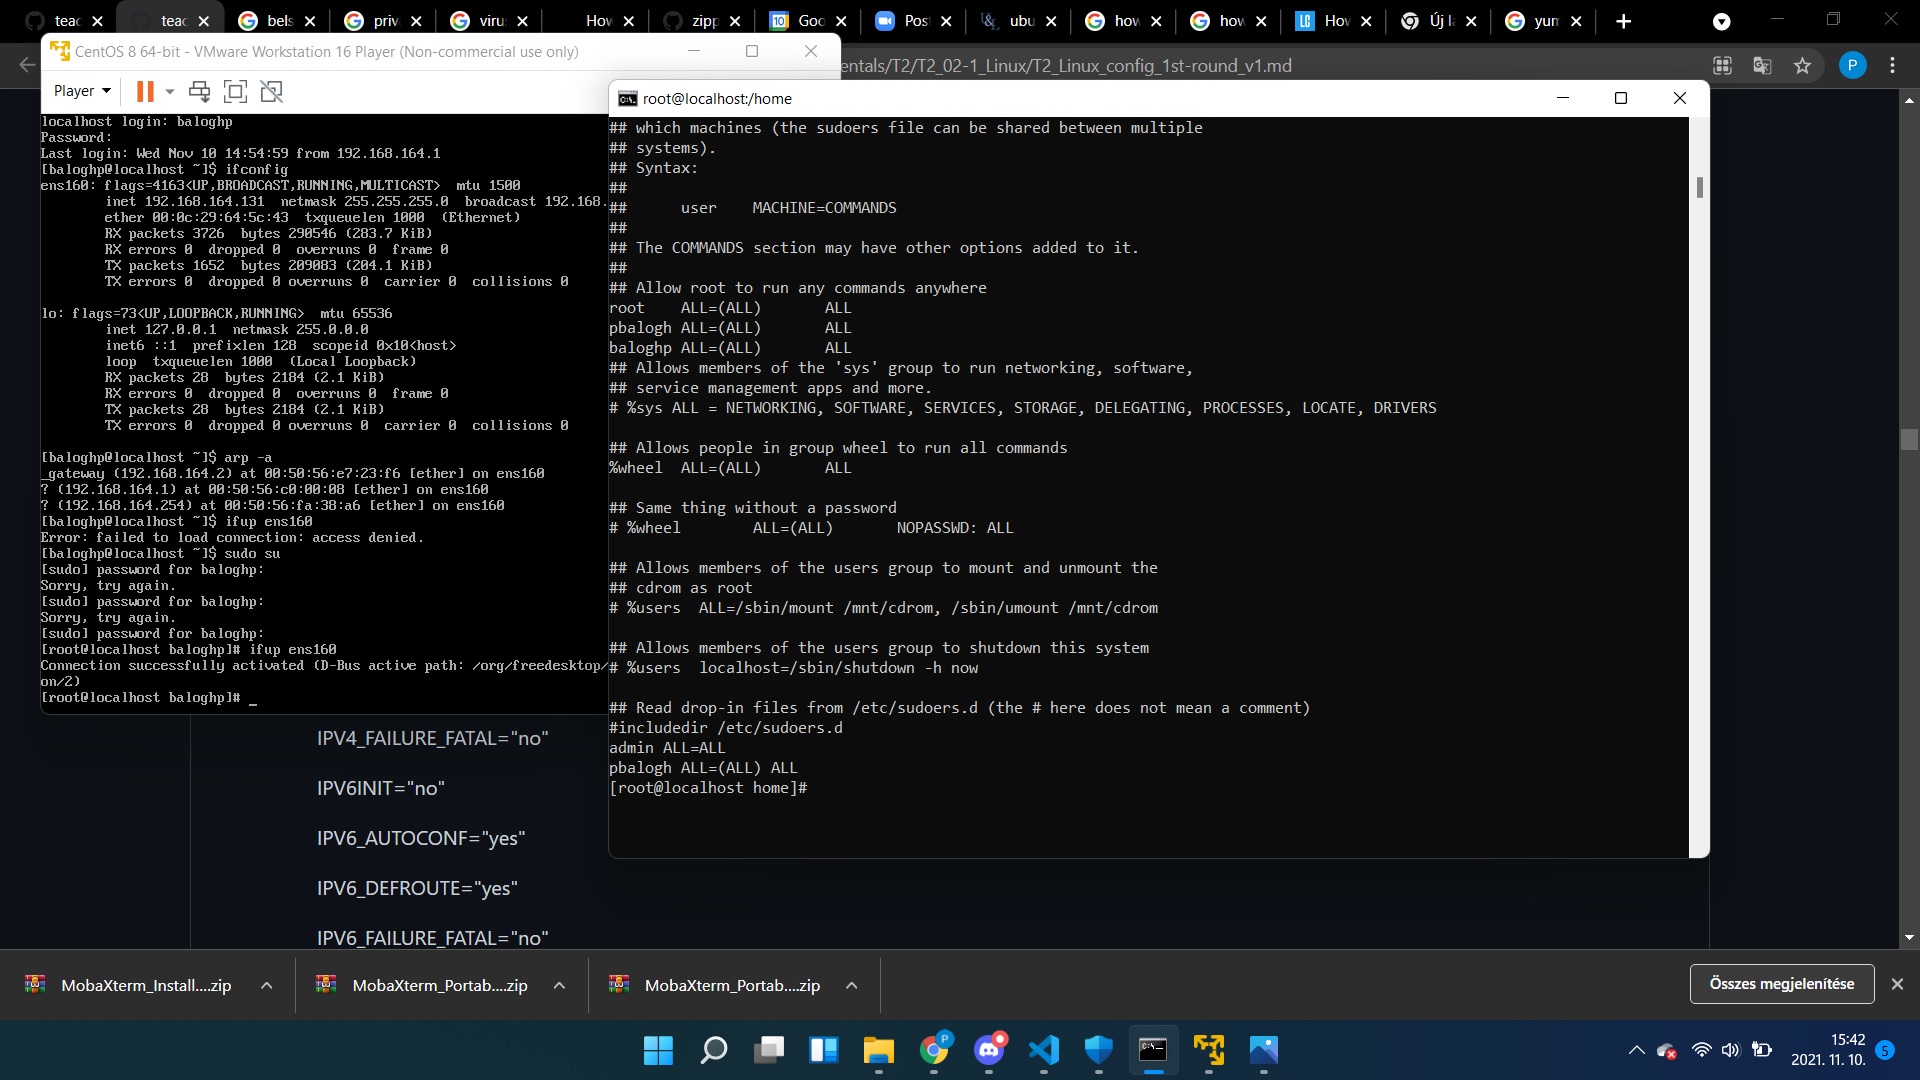 teac
teac
bels
priv
virus
How
zipp
Goo
Pos
ubu
how
how
LC
How
Új la
yum
entals/T2/T2_02-1_Linux/T2_Linux_config_1st-round_v1.md
P
CentOS 8 64-bit - VMware Workstation 16 Player (Non-commercial use only)
Player
localhost login: baloghp
Password:
Last login: Wed Nov 10 14:54:59 from 192.168.164.1
[baloghp@localhost ~]$ ifconfig
ens160: flags=4163<UP,BROADCAST,RUNNING,MULTICAST>  mtu 1500
inet 192.168.164.131  netmask 255.255.255.0  broadcast 192.168.
ether 00:0c:29:64:5c:43  txqueuelen 1000  (Ethernet)
RX packets 3726  bytes 290546 (283.7 KiB)
RX errors 0  dropped 0  overruns 0  frame 0
TX packets 1652  bytes 209083 (204.1 KiB)
TX errors 0  dropped 0 overruns 0  carrier 0  collisions 0
lo: flags=73<UP,LOOPBACK,RUNNING>  mtu 65536
inet 127.0.0.1  netmask 255.0.0.0
inet6 ::1  prefixlen 128  scopeid 0x10<host>
loop  txqueuelen 1000  (Local Loopback)
RX packets 28  bytes 2184 (2.1 KiB)
RX errors 0  dropped 0  overruns 0  frame 0
TX packets 28  bytes 2184 (2.1 KiB)
TX errors 0  dropped 0 overruns 0  carrier 0  collisions 0
[baloghp@localhost ~]$ arp -a
_gateway (192.168.164.2) at 00:50:56:e7:23:f6 [ether] on ens160
? (192.168.164.1) at 00:50:56:c0:00:08 [ether] on ens160
? (192.168.164.254) at 00:50:56:fa:38:a6 [ether] on ens160
[baloghp@localhost ~]$ ifup ens160
Error: failed to load connection: access denied.
[baloghp@localhost ~]$ sudo su
[sudo] password for baloghp:
Sorry, try again.
[sudo] password for baloghp:
Sorry, try again.
[sudo] password for baloghp:
[root@localhost baloghp]# ifup ens160
Connection successfully activated (D-Bus active path: /org/freedesktop/
on/2)
[root@localhost baloghp]# _
root@localhost:/home
## which machines (the sudoers file can be shared between multiple
## systems).
## Syntax:
##
##      user    MACHINE=COMMANDS
##
## The COMMANDS section may have other options added to it.
##
## Allow root to run any commands anywhere
root    ALL=(ALL)       ALL
pbalogh ALL=(ALL)       ALL
baloghp ALL=(ALL)       ALL
## Allows members of the 'sys' group to run networking, software,
## service management apps and more.
# %sys ALL = NETWORKING, SOFTWARE, SERVICES, STORAGE, DELEGATING, PROCESSES, LOCATE, DRIVERS
## Allows people in group wheel to run all commands
%wheel  ALL=(ALL)       ALL
## Same thing without a password
# %wheel        ALL=(ALL)       NOPASSWD: ALL
## Allows members of the users group to mount and unmount the
## cdrom as root
# %users  ALL=/sbin/mount /mnt/cdrom, /sbin/umount /mnt/cdrom
## Allows members of the users group to shutdown this system
# %users  localhost=/sbin/shutdown -h now
## Read drop-in files from /etc/sudoers.d (the # here does not mean a comment)
#includedir /etc/sudoers.d
admin ALL=ALL
pbalogh ALL=(ALL) ALL
[root@localhost home]#
IPV4_FAILURE_FATAL="no"
IPV6INIT="no"
IPV6_AUTOCONF="yes"
IPV6_DEFROUTE="yes"
IPV6_FAILURE_FATAL="no"
MobaXterm_Install....zip
MobaXterm_Portab....zip
MobaXterm_Portab....zip
Összes megjelenítése
15:42
2021. 11. 10.
5